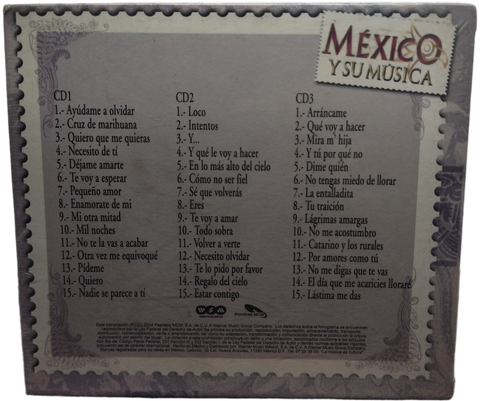 MÉXICO
Y SU MÚSICA
CD1
1.- Ayúdame a olvidar
2.- Cruz de marihuana
3.- Quiero que me quieras
4.- Necesito de tí
5.- Déjame amarte
6.- Te voy a esperar
7.- Pequeño amor
8.- Enamorate de mi
9.- Mi otra mitad
10.- Mil noches
11.- No te la vas a acabar
12.- Otra vez me equivoqué
13.- Pídeme
14.- Quiero
15.- Nadie se parece a tí
CD2
1.- Loco
2.- Intentos
3.- Y...
4.- Y qué le voy a hacer
5.- En lo más alto del cielo
6.- Cómo no ser fiel
7.- Sé que volverás
8.- Eres
9.- Te voy a amar
10.- Todo sobra
11.- Volver a verte
12.- Necesito olvidar
13.- Te lo pido por favor
14.- Regalo del cielo
15.- Estar contigo
CD3
1.- Arráncame
2.- Qué voy a hacer
3.- Mira m' hija
4.- Y tú por qué no
5.- Dime quién
6.- No tengas miedo de llorar
7.- La entalladita
8.- Tu traición
9.- Lágrimas amargas
10.- No me acostumbro
11.- Catarino y los rurales
12.- Por amores como tú
13.- No me digas que te vas
14.- El día que me acaricies lloraré
15.- Lástima me das